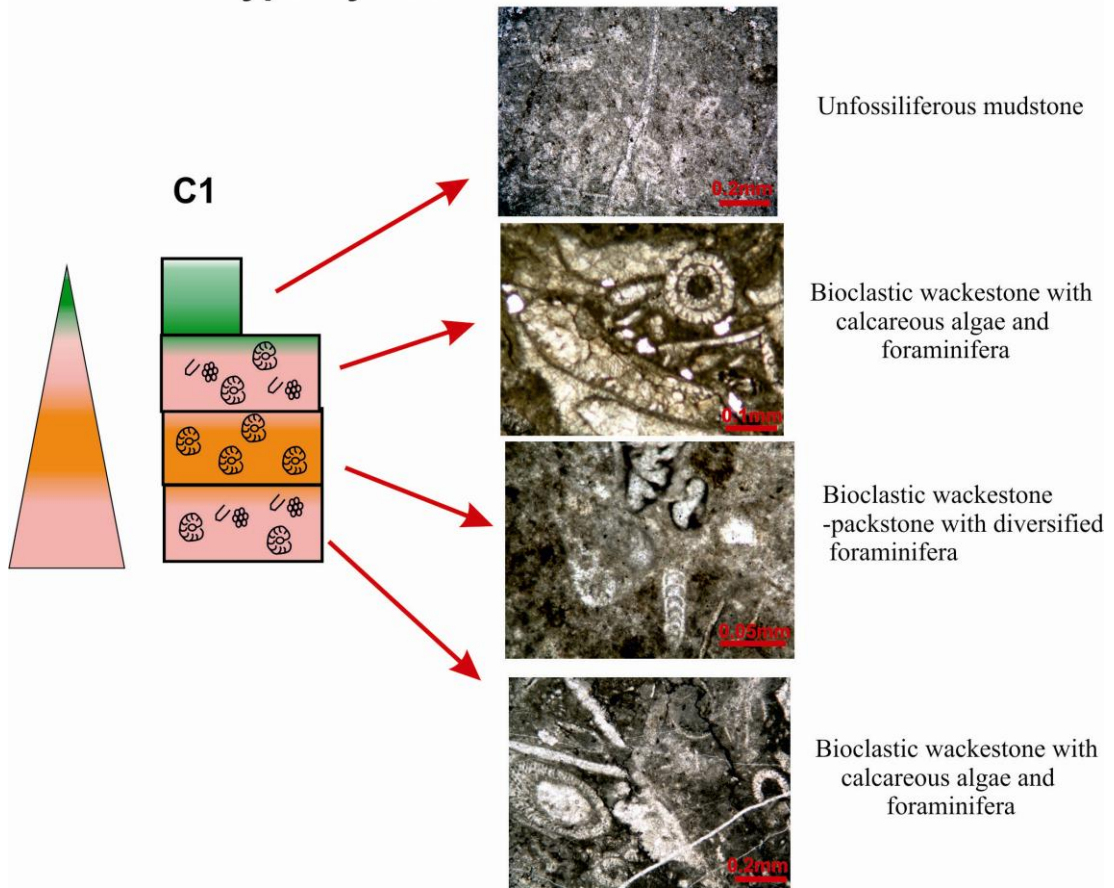 C1
0.2mm
Unfossiliferous mudstone
0.1mm
Bioclastic wackestone with
calcareous algae and
foraminifera
0.05mm
Bioclastic wackestone
-packstone with diversified
foraminifera
0.2mm
Bioclastic wackestone with
calcareous algae and
foraminifera